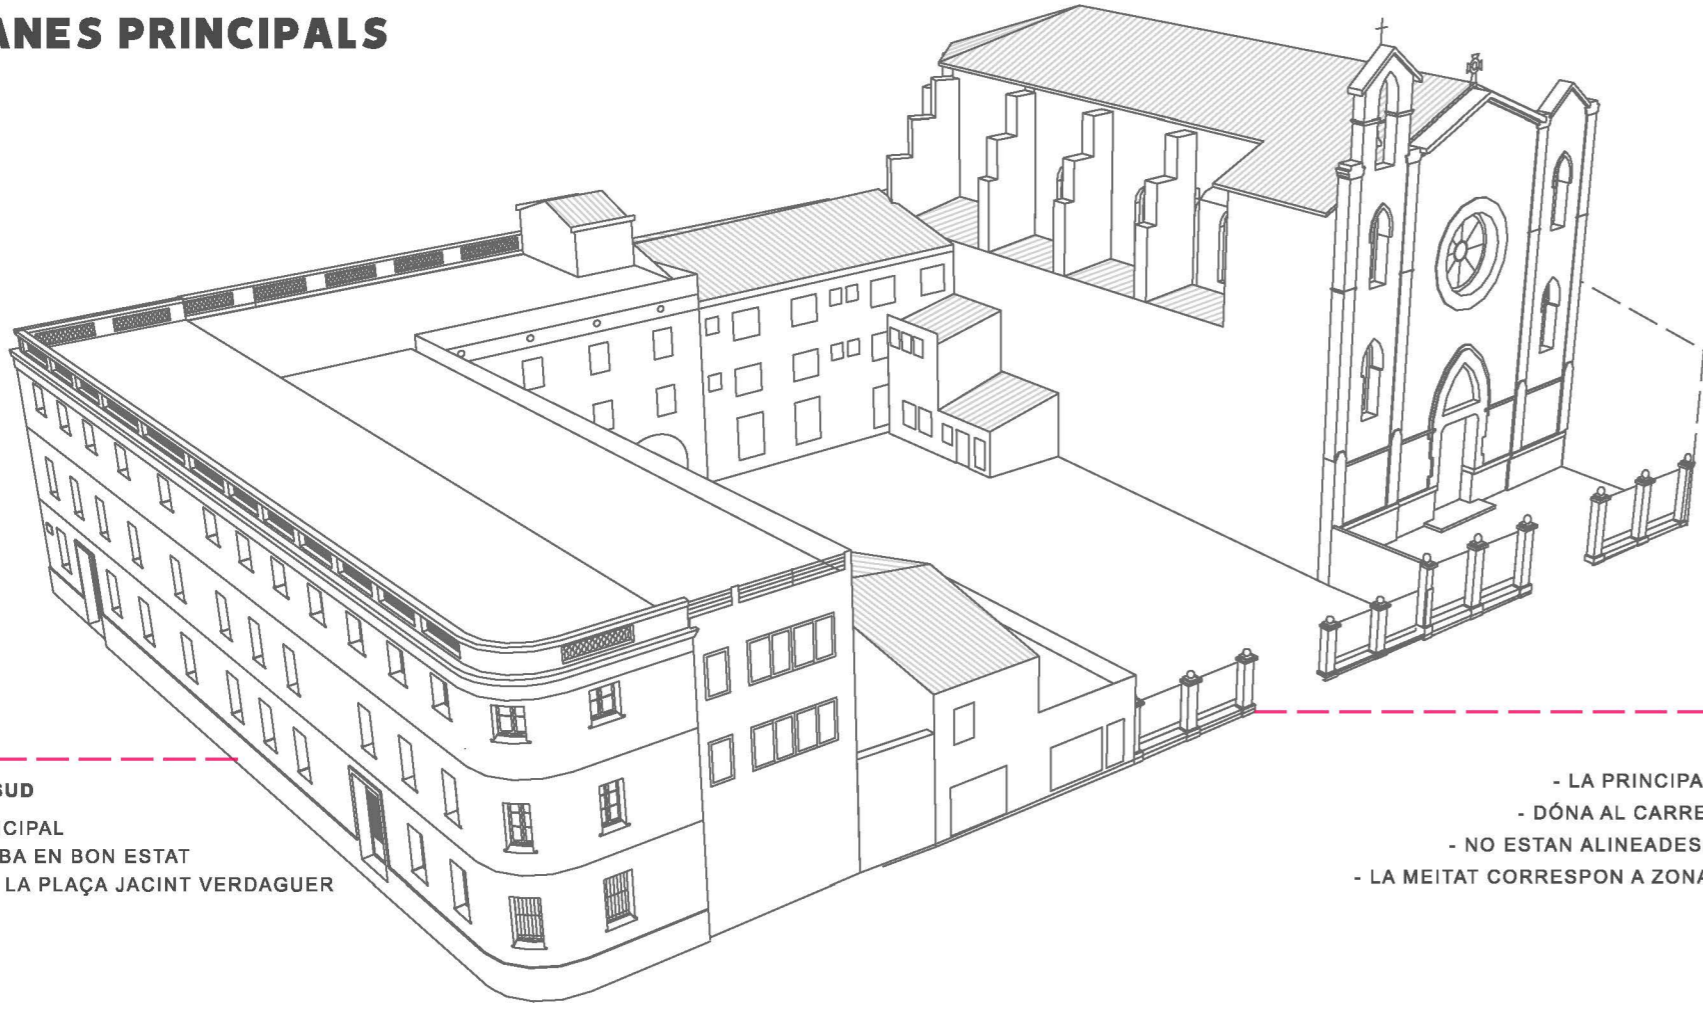 ANES PRINCIPALS
SUD
CIPAL
BA EN BON ESTAT
LA PLAÇA JACINT VERDAGUER
- LA PRINCIPA
- DÓNA AL CARRE
- NO ESTAN ALINEADES
- LA MEITAT CORRESPON A ZONA